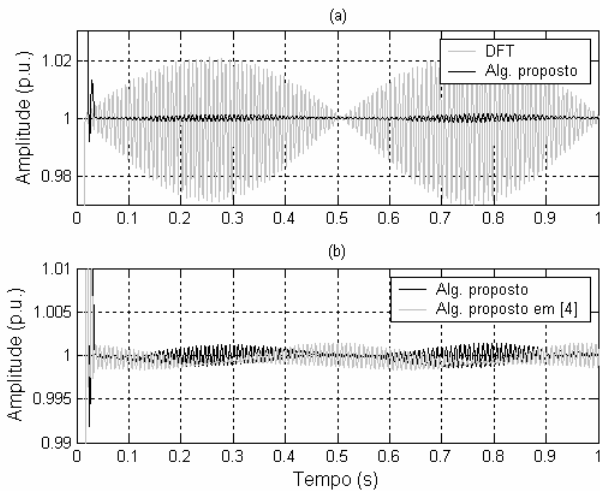 (a)
Amplitude (p.u.)
1.02
1
0.98
DFT
Alg. proposto
0 0.1 0.2 0.3 0.4 0.5 0.6 0.7 0.8 0.9 1
(b)
Amplitude (p.u.)
1.01
1.005
1
0.995
0.99
Alg. proposto
Alg. proposto em [4]
0 0.1 0.2 0.3 0.4 0.5 0.6 0.7 0.8 0.9 1
Tempo (s)